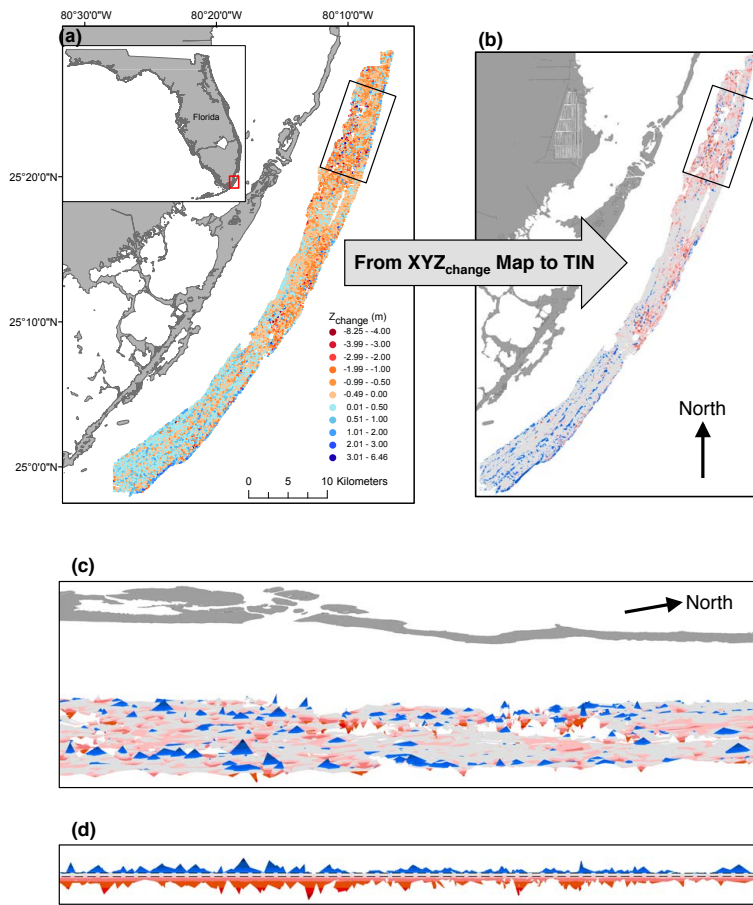 80°30'0"W 80°20'0"W 80°10'0"W
(a)
(b)
Florida
25°20'0"N
From XYZchange Map to TIN
25°10'0"N
Zchange (m)
-8.25 - -4.00
-3.99 - -3.00
-2.99 - -2.00
-1.99 - -1.00
-0.99 - -0.50
-0.49 - 0.00
0.01 - 0.50
0.51 - 1.00
1.01 - 2.00
2.01 - 3.00
3.01 - 6.46
North
25°0'0"N
0 5 10 Kilometers
(c)
North
(d)